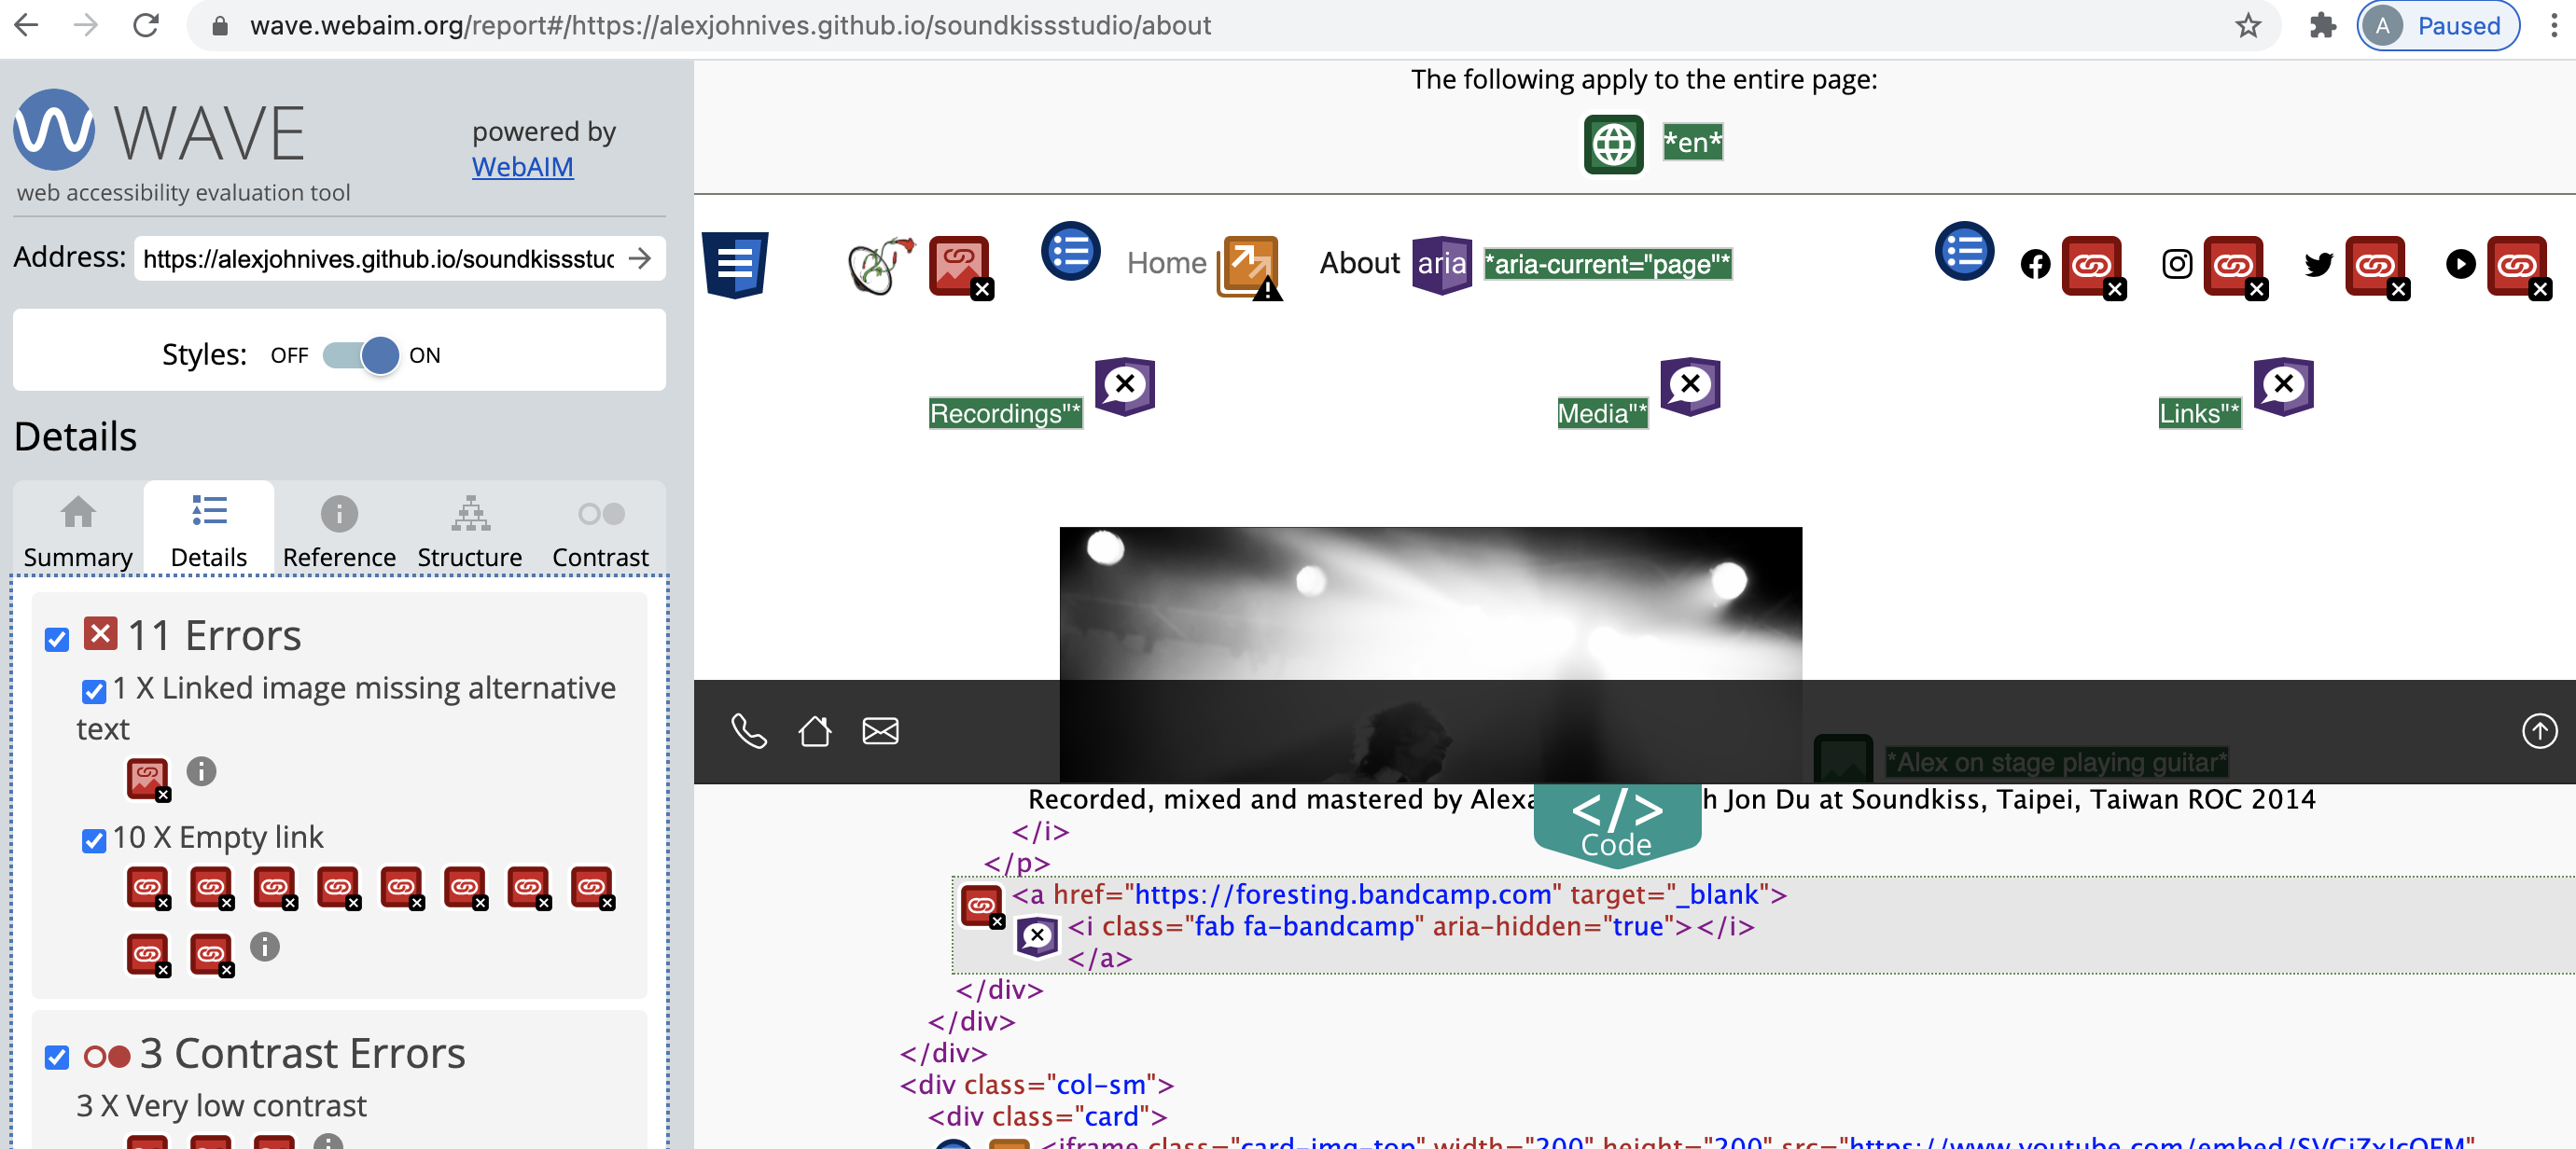 wave.webaim.org/report#/https://alexjohnives.github.io/soundkissstudio/about
A Paused
WAVE
powered by
WebAIM
web accessibility evaluation tool
Address: https://alexjohnives.github.io/soundkissstuc
Styles: OFF ON
Details
Summary Details Reference Structure Contrast
11 Errors
1 X Linked image missing alternative
text
10 X Empty link
3 Contrast Errors
3 X Very low contrast
The following apply to the entire page:
*en*
Home About aria *aria-current="page"*
Recordings"* Media"* Links"*
*Alex on stage playing guitar*
Recorded, mixed and mastered by Alexa h Jon Du at Soundkiss, Taipei, Taiwan ROC 2014
</>
Code
</i>
</p>
<a href="https://foresting.bandcamp.com" target="_blank">
<i class="fab fa-bandcamp" aria-hidden="true"></i>
</a>
</div>
</div>
</div>
<div class="col-sm">
<div class="card">
<iframe class="card-img-top" width="200" height="200" src="https://www.youtube.com/embed/